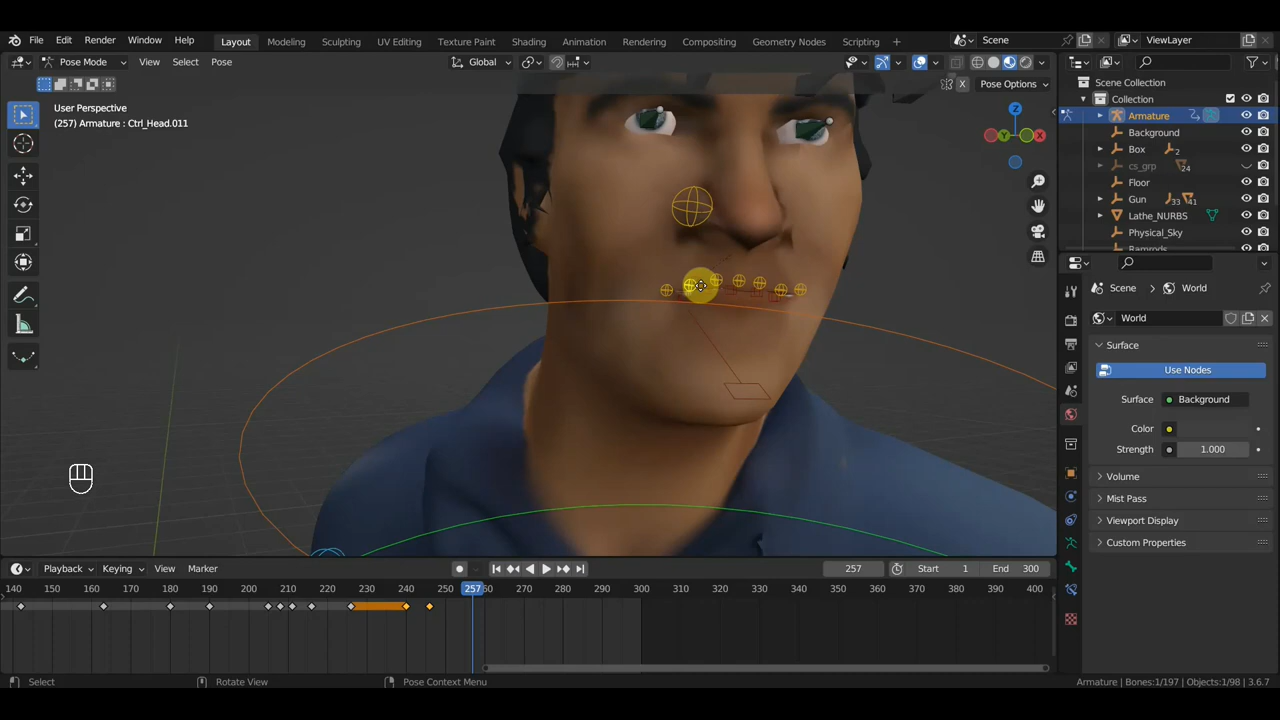 File Edit Render Window Help Layout Modeling Sculpting UV Editing Texture Paint Shading Animation Rendering Compositing Geometry Nodes Scripting + Scene ViewLayer
Pose Mode View Select Pose Global
X Pose Options
User Perspective
(257) Armature : Ctrl_Head.011
Z
Y X
Scene Collection
Collection
Armature
Background
Box 2
cs_grp 24
Floor
Gun 33 41
Lathe_NURBS
Physical_Sky
Scene World
World
Surface
Use Nodes
Surface Background
Color
Strength 1.000
Volume
Mist Pass
Viewport Display
Custom Properties
Playback Keying View Marker 257 Start 1 End 300
140 150 160 170 180 190 200 210 220 230 240 250 257 60 270 280 290 300 310 320 330 340 350 360 370 380 390 400
Select Rotate View Pose Context Menu Armature | Bones:1/197 | Objects:1/98 | 3.6.7